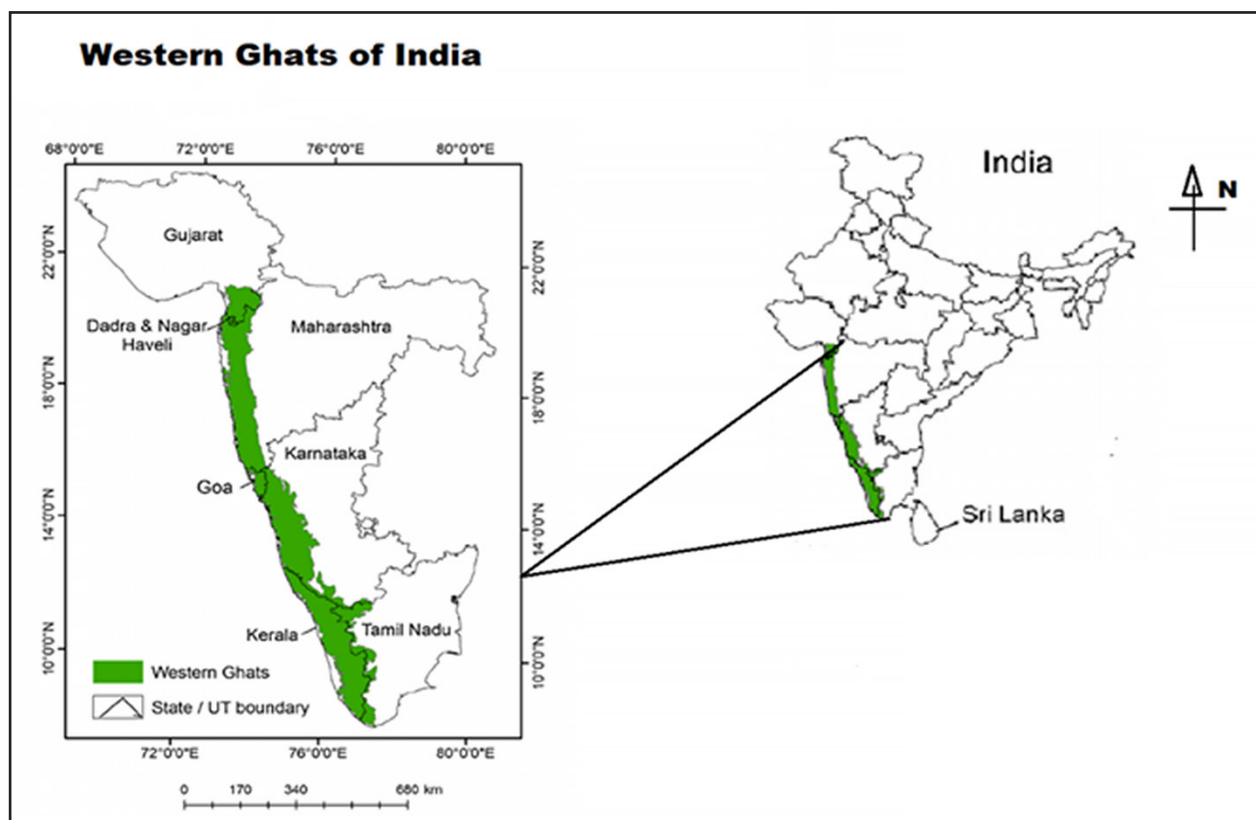 Western Ghats of India
68°0'0"E
72°0'0"E
76°0'0"E
80°0'0"E
India
N
Gujarat
22°0'0"N
22°0'0"N
Dadra & Nagar
Haveli
Maharashtra
18°0'0"N
18°0'0"N
Karnataka
Goa
14°0'0"N
14°0'0"N
Sri Lanka
Kerala
Tamil Nadu
10°0'0"N
10°0'0"N
Western Ghats
State / UT boundary
72°0'0"E
76°0'0"E
80°0'0"E
0 170 340 680 km